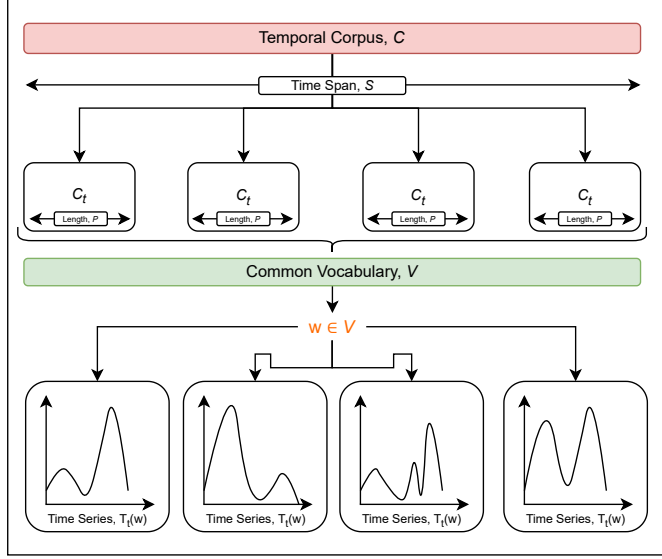 Temporal Corpus, C
Time Span, S
C_t C_t C_t C_t
Length, P Length, P Length, P Length, P
Common Vocabulary, V
w ∈ V
Time Series, T_t(w) Time Series, T_t(w) Time Series, T_t(w) Time Series, T_t(w)